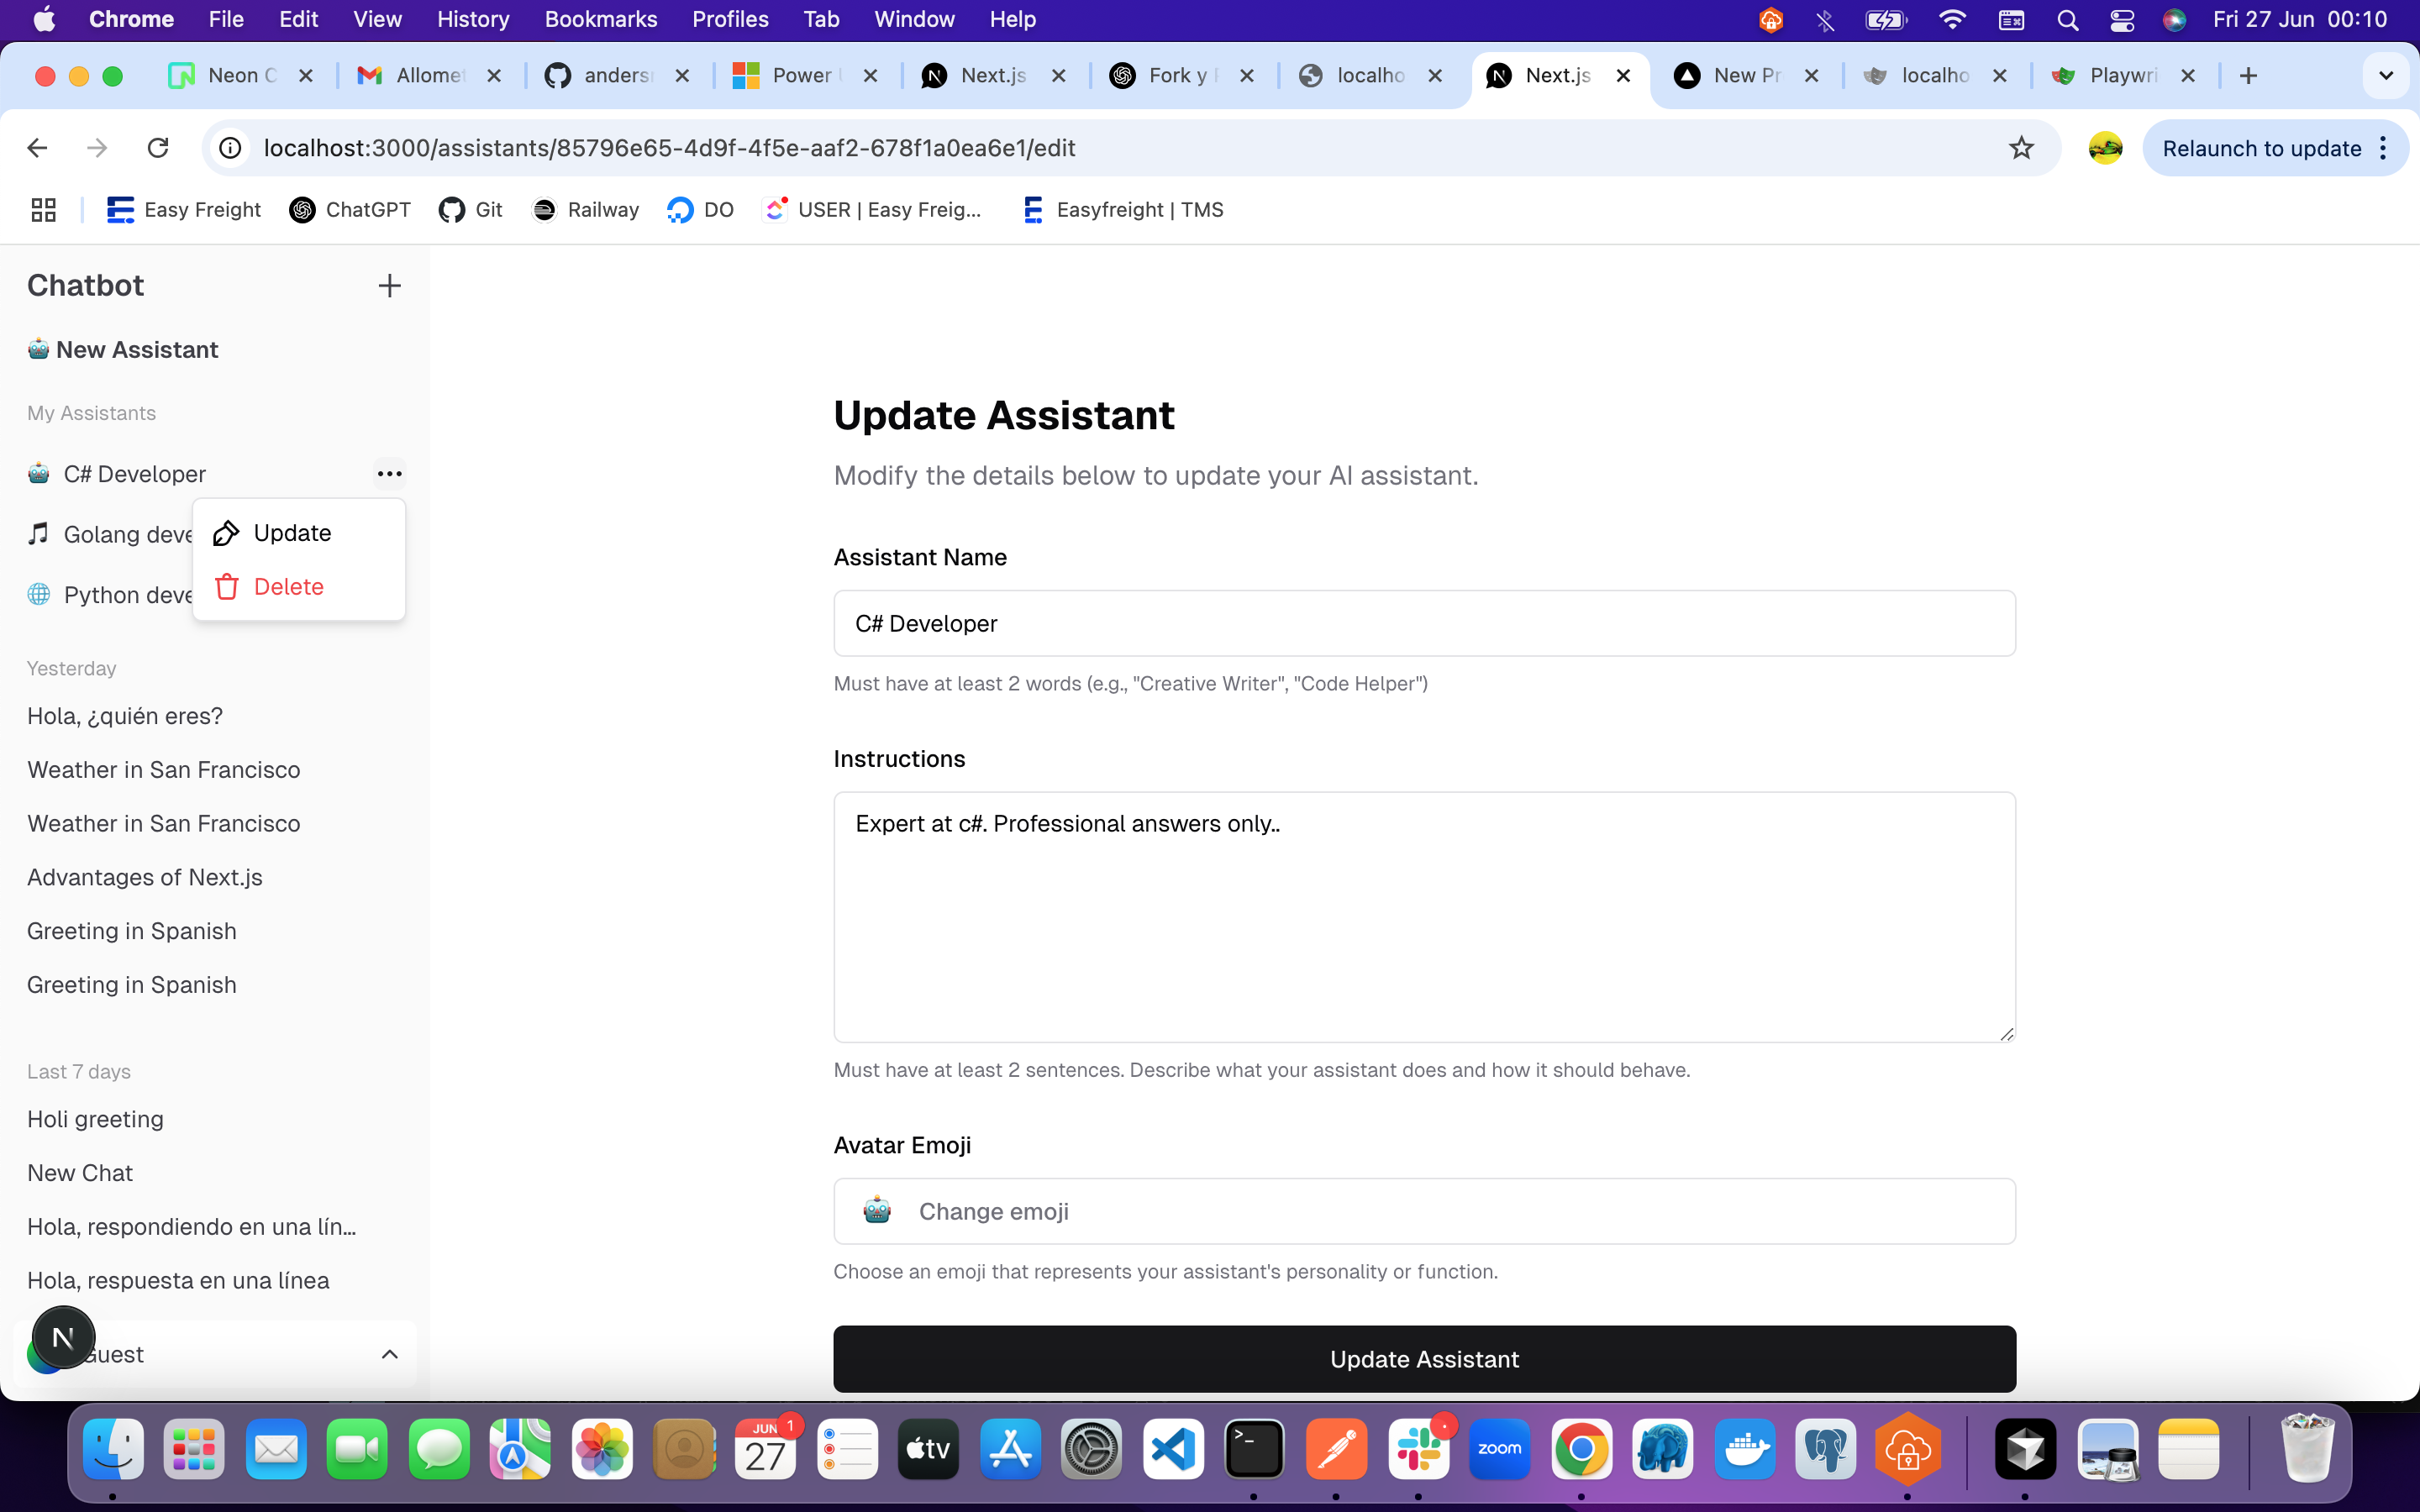 Chrome File Edit View History Bookmarks Profiles Tab Window Help Fri 27 Jun 00:10
Neon C Allomet anders Power Next.js Fork y localho Next.js New Pr localho Playwri
localhost:3000/assistants/85796e65-4d9f-4f5e-aaf2-678f1a0ea6e1/edit Relaunch to update
Easy Freight ChatGPT Git Railway DO USER | Easy Freig... Easyfreight | TMS
Chatbot
New Assistant
My Assistants
C# Developer
Update
Golang deve
Delete
Python deve
Yesterday
Hola, ¿quién eres?
Weather in San Francisco
Weather in San Francisco
Advantages of Next.js
Greeting in Spanish
Greeting in Spanish
Last 7 days
Holi greeting
New Chat
Hola, respondiendo en una lín...
Hola, respuesta en una línea
N Guest
Update Assistant
Modify the details below to update your AI assistant.
Assistant Name
C# Developer
Must have at least 2 words (e.g., "Creative Writer", "Code Helper")
Instructions
Expert at c#. Professional answers only..
Must have at least 2 sentences. Describe what your assistant does and how it should behave.
Avatar Emoji
Change emoji
Choose an emoji that represents your assistant's personality or function.
Update Assistant
JUN 1
27
tv
zoom